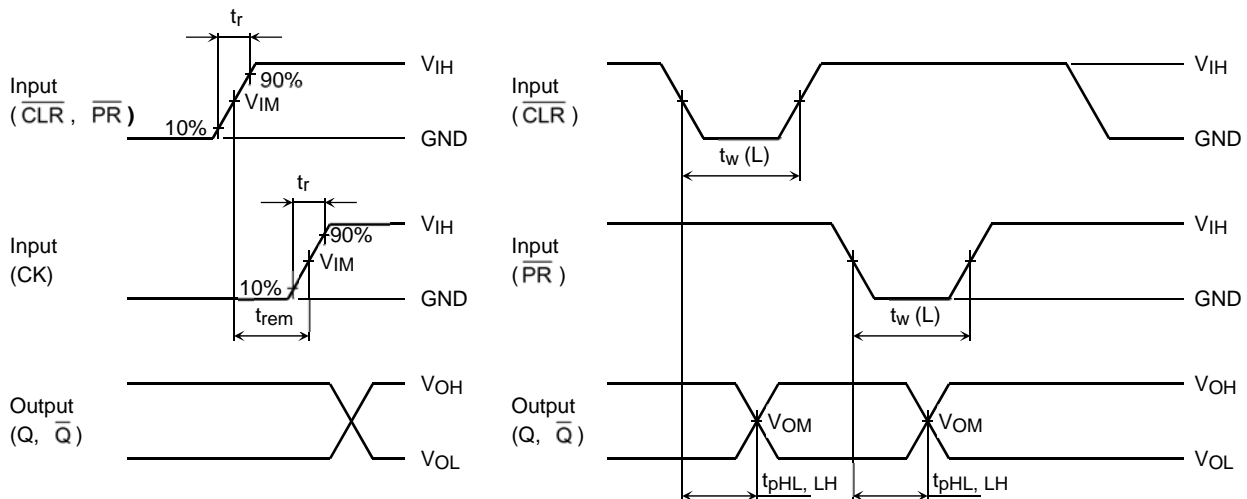 tr
Input
(CLR, PR)
90%
VIM
10%
VIH
GND
tr
Input
(CK)
90%
VIM
10%
VIH
GND
trem
Output
(Q, Q)
VOH
VOL
Input
(CLR)
VIH
GND
tw (L)
Input
(PR)
VIH
GND
tw (L)
Output
(Q, Q)
VOH
VOM
VOM
VOL
tpHL, LH
tpHL, LH